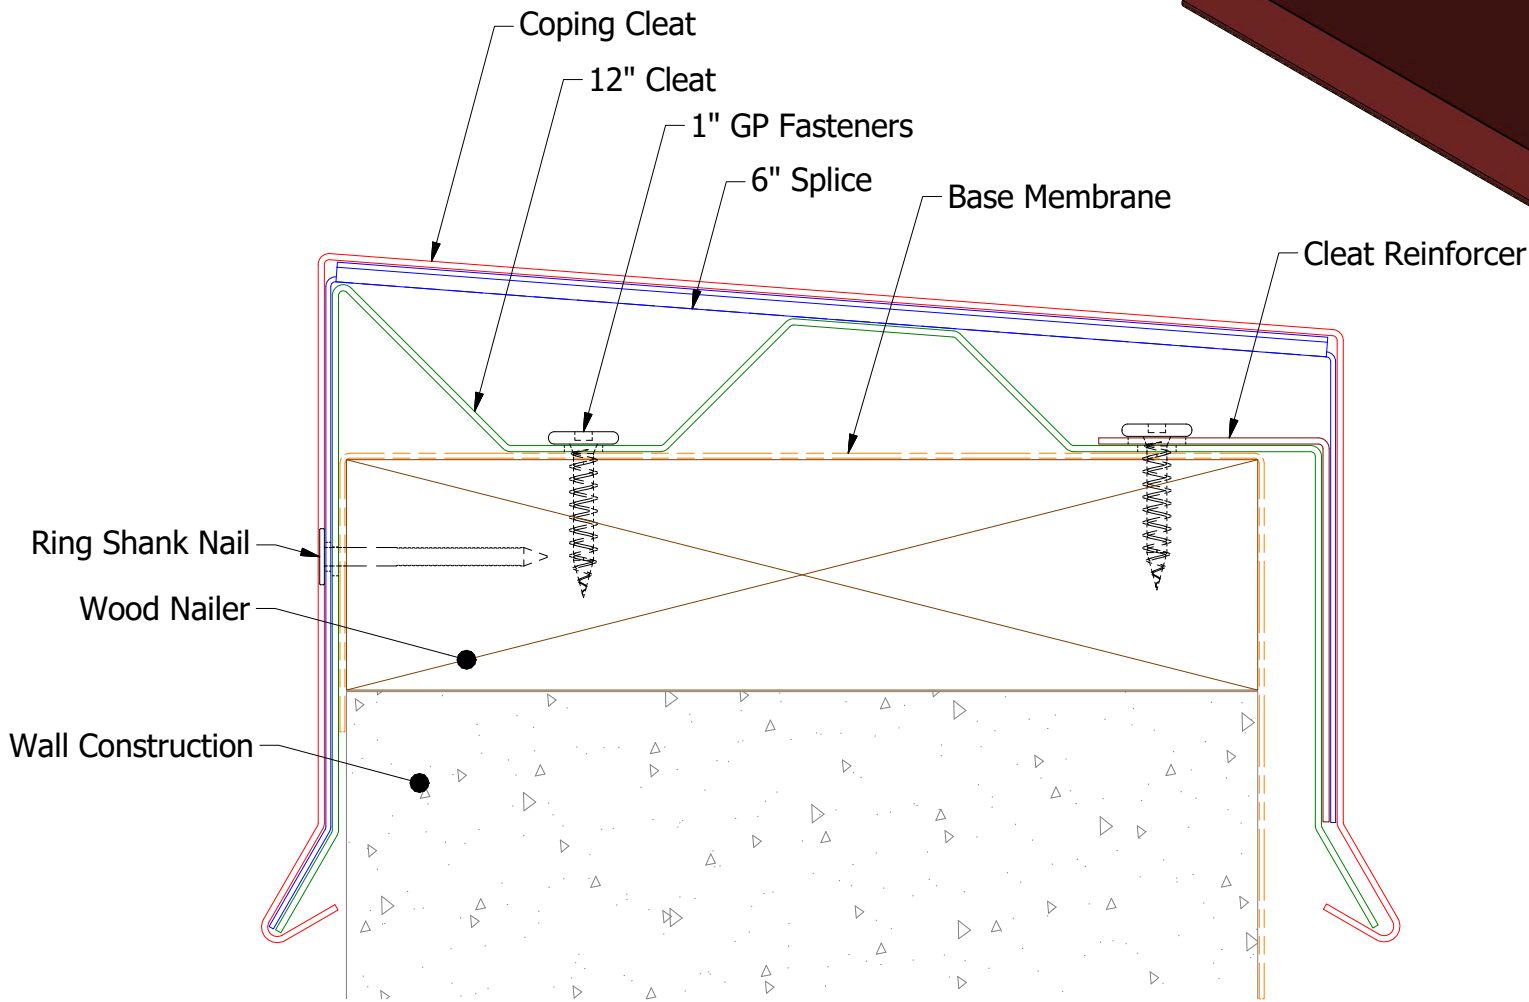 Coping Cleat
12" Cleat
1" GP Fasteners
6" Splice
Base Membrane
Cleat Reinforcer
Ring Shank Nail
Wood Nailer
Wall Construction